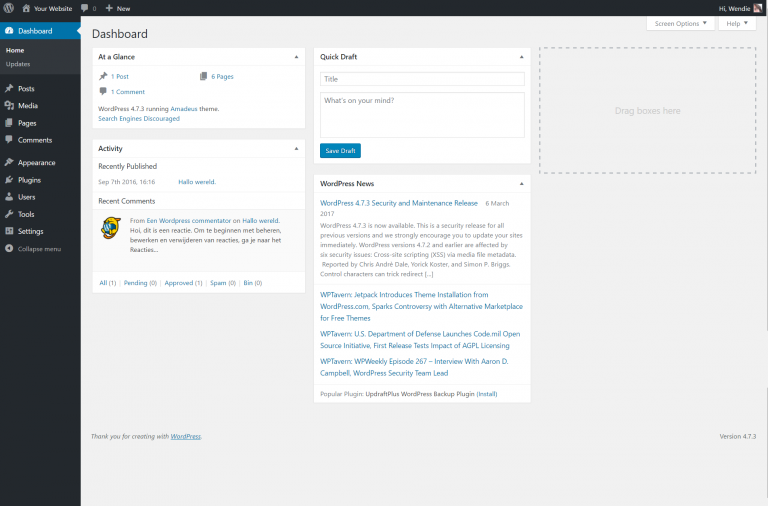 Your Website
0
New
Hi, Wendie
Dashboard
Home
Updates
Posts
Media
Pages
Comments
Appearance
Plugins
Users
Tools
Settings
Collapse menu
Screen Options
Help
Dashboard
At a Glance
1 Post
6 Pages
1 Comment
WordPress 4.7.3 running Amadeus theme.
Search Engines Discouraged
Activity
Recently Published
Sep 7th 2016, 16:16 Hallo wereld.
Recent Comments
From Een Wordpress commentator on Hallo wereld.
Hoi, dit is een reactie. Om te beginnen met beheren,
bewerken en verwijderen van reacties, ga je naar het
Reacties...
All (1) | Pending (0) | Approved (1) | Spam (0) | Bin (0)
Quick Draft
Title
What's on your mind?
Save Draft
WordPress News
WordPress 4.7.3 Security and Maintenance Release 6 March
2017
WordPress 4.7.3 is now available. This is a security release for all
previous versions and we strongly encourage you to update your sites
immediately. WordPress versions 4.7.2 and earlier are affected by
six security issues: Cross-site scripting (XSS) via media file metadata.
Reported by Chris André Dale, Yorick Koster, and Simon P. Briggs.
Control characters can trick redirect [...]
WPTavern: Jetpack Introduces Theme Installation from
WordPress.com, Sparks Controversy with Alternative Marketplace
for Free Themes
WPTavern: U.S. Department of Defense Launches Code.mil Open
Source Initiative, First Release Tests Impact of AGPL Licensing
WPTavern: WPWeekly Episode 267 – Interview With Aaron D.
Campbell, WordPress Security Team Lead
Popular Plugin: UpdraftPlus WordPress Backup Plugin (Install)
Drag boxes here
Thank you for creating with WordPress.
Version 4.7.3